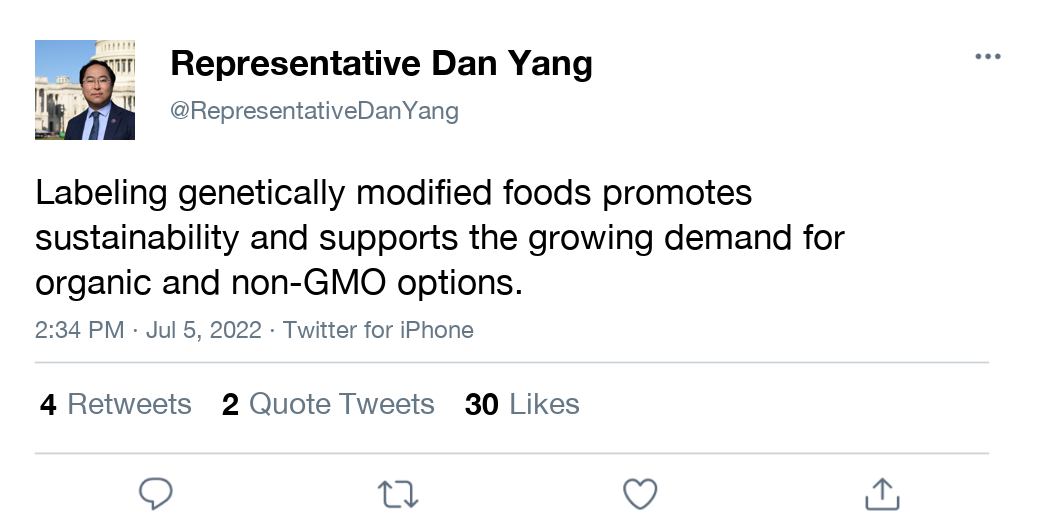 Representative Dan Yang
@RepresentativeDanYang
Labeling genetically modified foods promotes
sustainability and supports the growing demand for
organic and non-GMO options.
2:34 PM · Jul 5, 2022 · Twitter for iPhone
4 Retweets 2 Quote Tweets 30 Likes